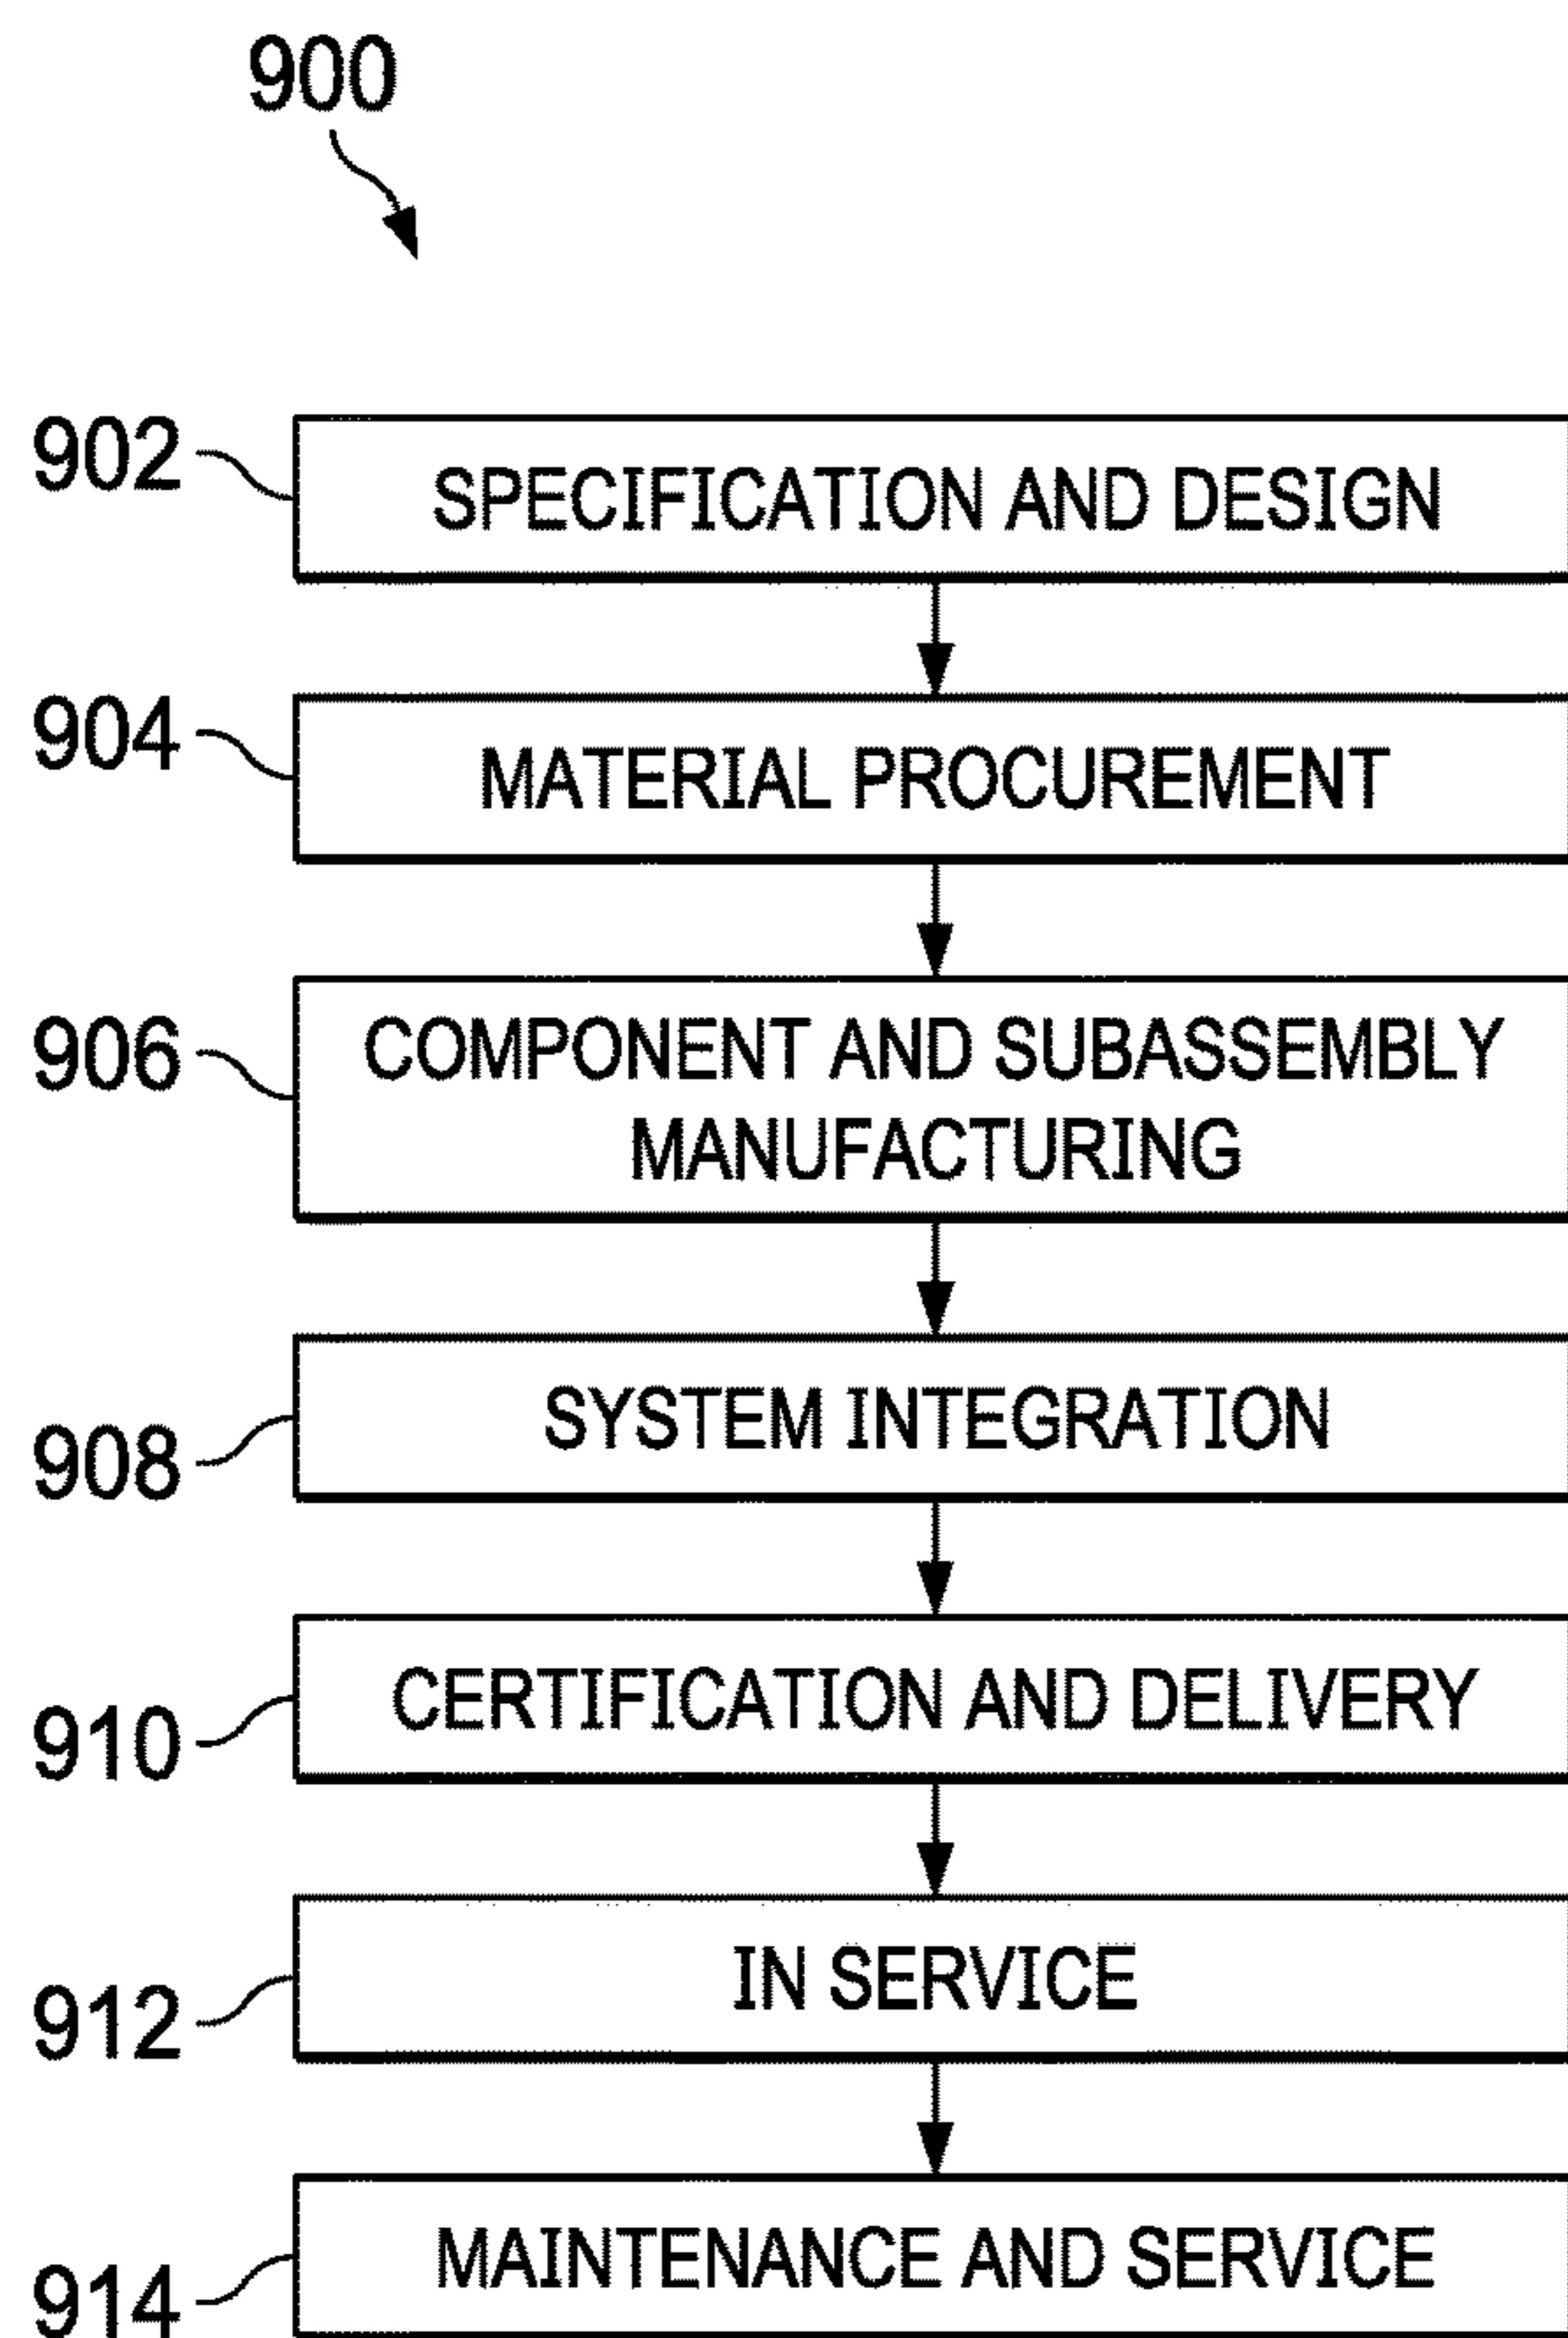 900
902
SPECIFICATION AND DESIGN
904
MATERIAL PROCUREMENT
906
COMPONENT AND SUBASSEMBLY
MANUFACTURING
908
SYSTEM INTEGRATION
910
CERTIFICATION AND DELIVERY
912
IN SERVICE
914
MAINTENANCE AND SERVICE